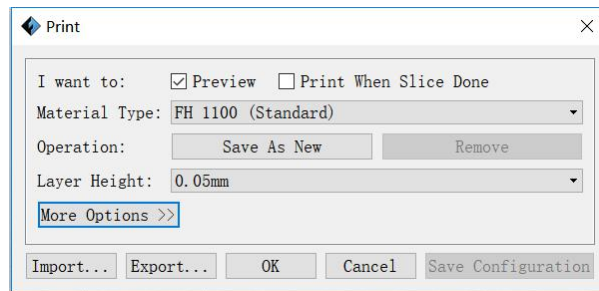 Print
I want to: Preview Print When Slice Done
Material Type: FH 1100 (Standard)
Operation: Save As New Remove
Layer Height: 0.05mm
More Options >>
Import... Export... OK Cancel Save Configuration